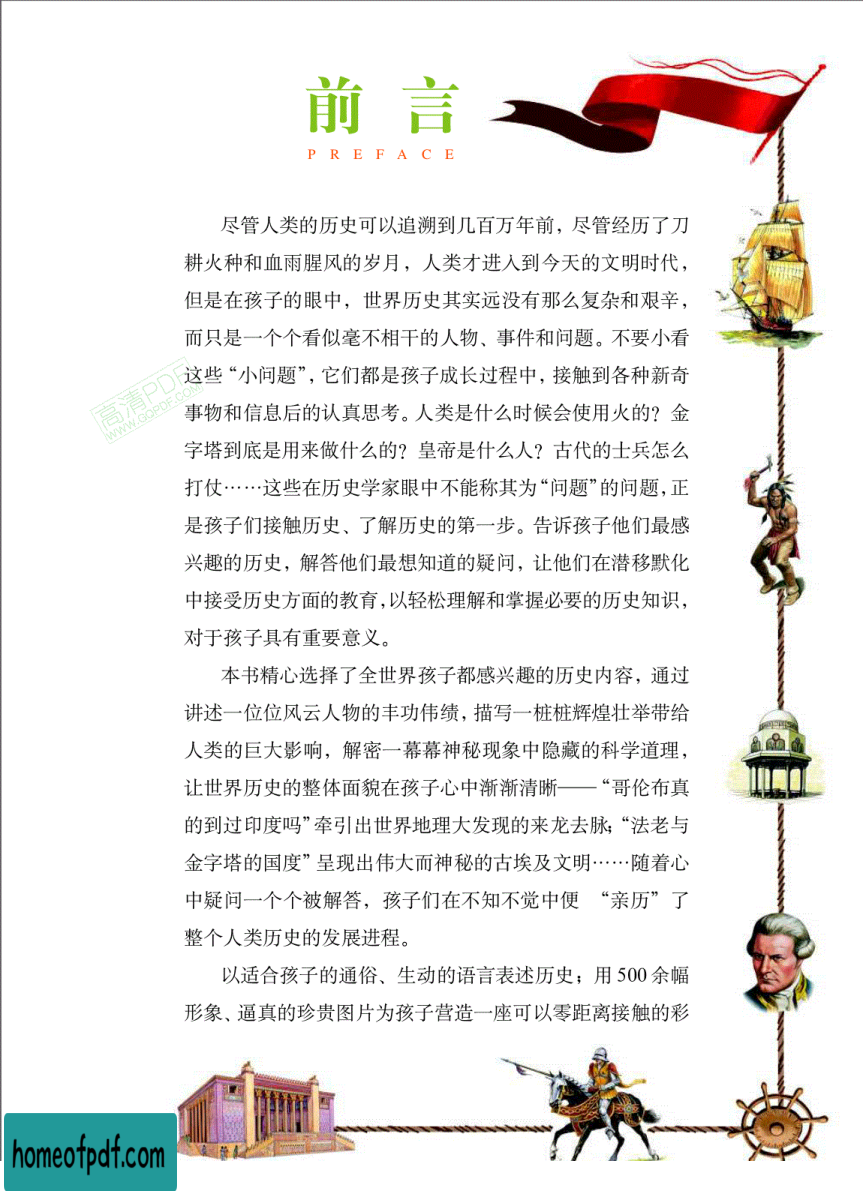 前言
PREFACE
尽管人类的历史可以追溯到几百万年前，尽管经历了刀
耕火种和血雨腥风的岁月，人类才进入到今天的文明时代，
但是在孩子的眼中，世界历史其实远没有那么复杂和艰辛，
而只是一个个看似毫不相干的人物、事件和问题。不要小看
这些“小问题”，它们都是孩子成长过程中，接触到各种新奇
事物和信息后的认真思考。人类是什么时候会使用火的？金
字塔到底是用来做什么的？皇帝是什么人？古代的士兵怎么
打仗……这些在历史学家眼中不能称其为“问题”的问题，正
是孩子们接触历史、了解历史的第一步。告诉孩子他们最感
兴趣的历史，解答他们最想知道的疑问，让他们在潜移默化
中接受历史方面的教育，以轻松理解和掌握必要的历史知识，
对于孩子具有重要意义。
本书精心选择了全世界孩子都感兴趣的历史内容，通过
讲述一位位风云人物的丰功伟绩，描写一桩桩辉煌壮举带给
人类的巨大影响，解密一幕幕神秘现象中隐藏的科学道理，
让世界历史的整体面貌在孩子心中渐渐清晰——“哥伦布真
的到过印度吗”牵引出世界地理大发现的来龙去脉；“法老与
金字塔的国度”呈现出伟大而神秘的古埃及文明……随着心
中疑问一个个被解答，孩子们在不知不觉中便 “亲历”了
整个人类历史的发展进程。
以适合孩子的通俗、生动的语言表述历史；用 500 余幅
形象、逼真的珍贵图片为孩子营造一座可以零距离接触的彩
高清PDF
WWW.GQPDF.COM
homeofpdf.com